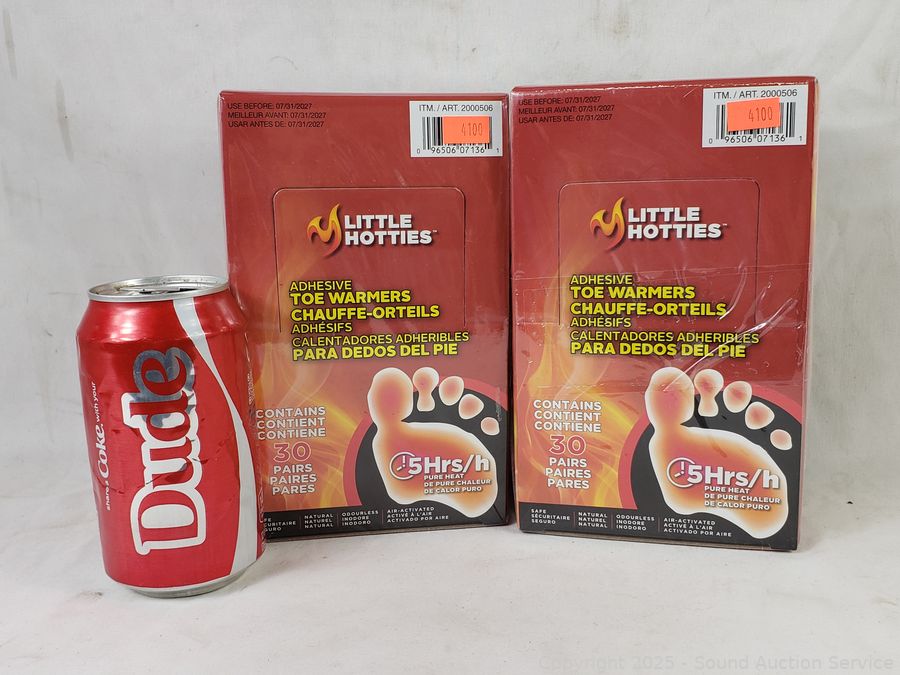 share a Coke with your
Dude
USE BEFORE: 07/31/2027
MEILLEUR AVANT: 07/31/2027
USAR ANTES DE: 07/31/2027
ITM. / ART. 2000506
4100
0 96506 07136 1
LITTLE
HOTTIES™
ADHESIVE
TOE WARMERS
CHAUFFE-ORTEILS
ADHÉSIFS
CALENTADORES ADHERIBLES
PARA DEDOS DEL PIE
CONTAINS
CONTIENT
CONTIENE
30
PAIRS
PAIRES
PARES
5Hrs/h
PURE HEAT
DE PURE CHALEUR
DE CALOR PURO
SÉCURITAIRE
SEGURO
NATURAL
NATUREL
NATURAL
ODOURLESS
INODORE
INODORO
AIR-ACTIVATED
ACTIVÉ À L'AIR
ACTIVADO POR AIRE
USE BEFORE: 07/31/2027
MEILLEUR AVANT: 07/31/2027
USAR ANTES DE: 07/31/2027
ITM. / ART. 2000506
4100
0 96506 07136 1
LITTLE
HOTTIES™
ADHESIVE
TOE WARMERS
CHAUFFE-ORTEILS
ADHÉSIFS
CALENTADORES ADHERIBLES
PARA DEDOS DEL PIE
CONTAINS
CONTIENT
CONTIENE
30
PAIRS
PAIRES
PARES
5Hrs/h
PURE HEAT
DE PURE CHALEUR
DE CALOR PURO
SAFE
SÉCURITAIRE
SEGURO
NATURAL
NATUREL
NATURAL
ODOURLESS
INODORE
INODORO
AIR-ACTIVATED
ACTIVÉ À L'AIR
ACTIVADO POR AIRE
Copyright 2025 - Sound Auction Service